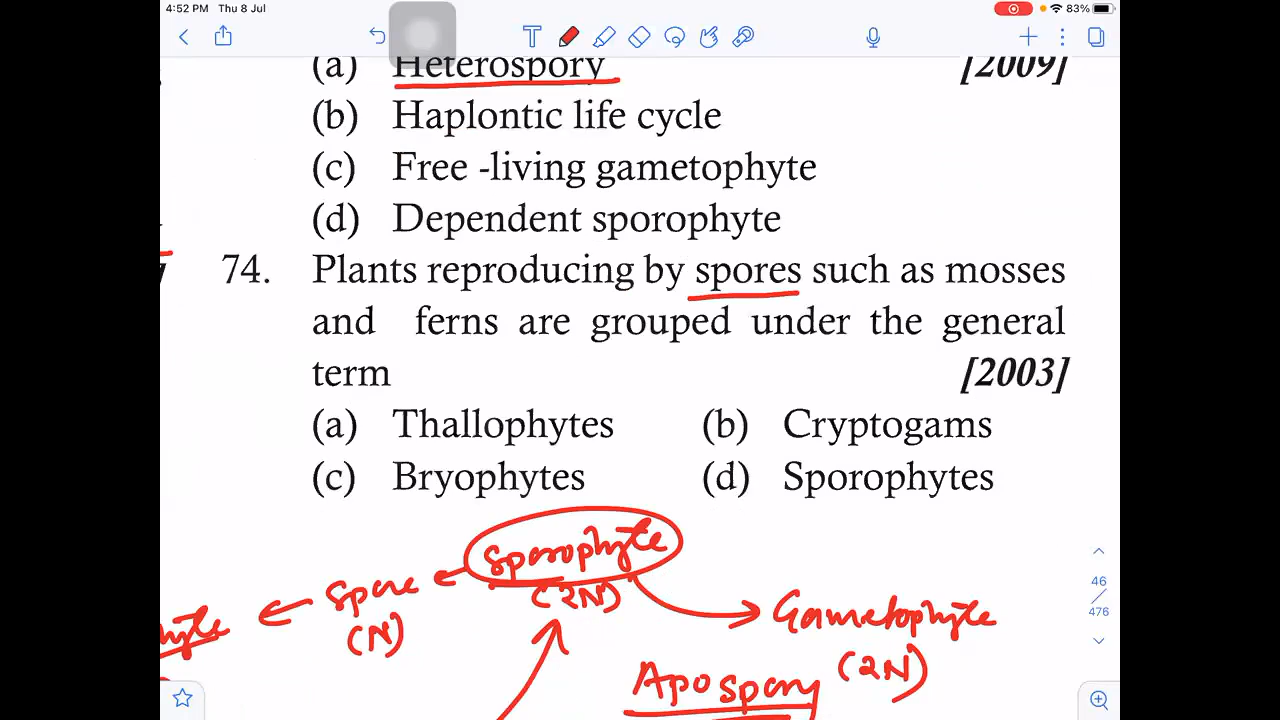 4:52 PM Thu 8 Jul
83%
T
(a) Heterospory [2009]
(b) Haplontic life cycle
(c) Free -living gametophyte
(d) Dependent sporophyte
74. Plants reproducing by spores such as mosses
and ferns are grouped under the general
term [2003]
(a) Thallophytes (b) Cryptogams
(c) Bryophytes (d) Sporophytes
Sporophyte
(2N)
Spore
(N)
Gametophyte
(2N)
Apospory
46
/
476